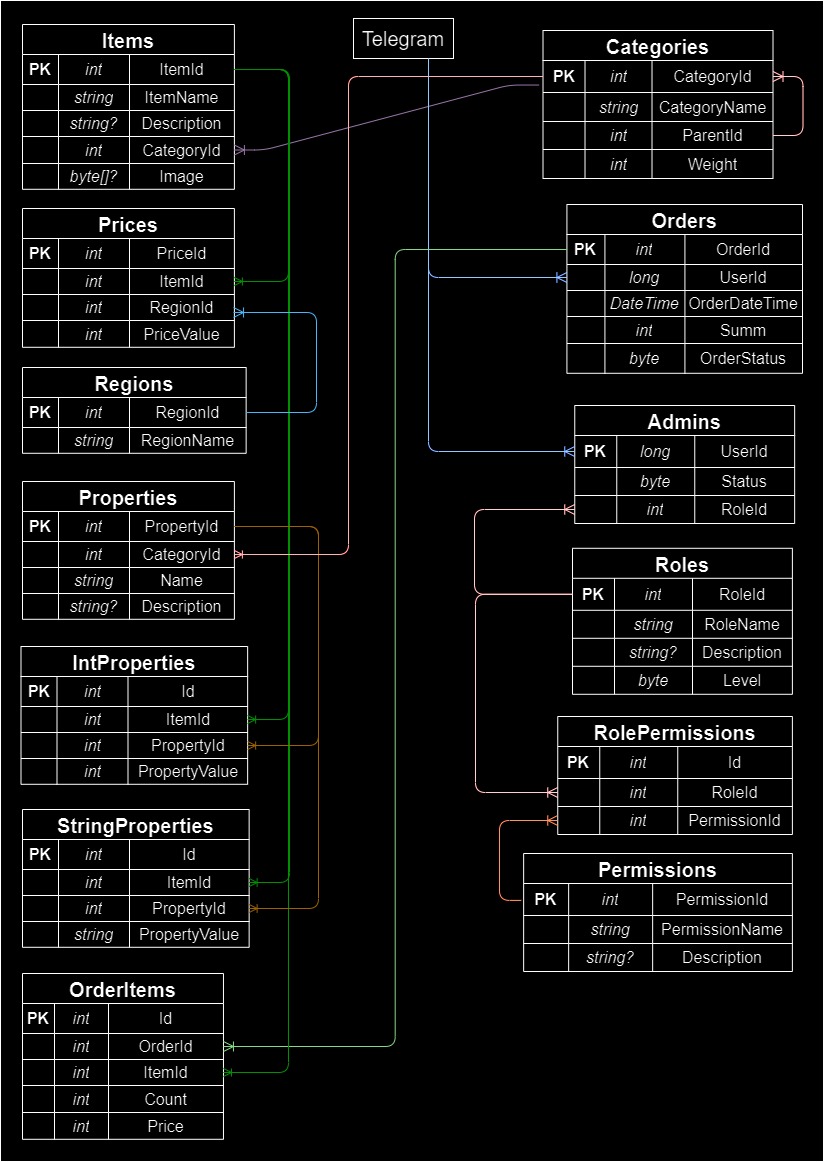 Items
PK int ItemId
string ItemName
string? Description
int CategoryId
byte[]? Image
Prices
PK int PriceId
int ItemId
int RegionId
int PriceValue
Regions
PK int RegionId
string RegionName
Properties
PK int PropertyId
int CategoryId
string Name
string? Description
IntProperties
PK int Id
int ItemId
int PropertyId
int PropertyValue
StringProperties
PK int Id
int ItemId
int PropertyId
string PropertyValue
OrderItems
PK int Id
int OrderId
int ItemId
int Count
int Price
Telegram
Categories
PK int CategoryId
string CategoryName
int ParentId
int Weight
Orders
PK int OrderId
long UserId
DateTime OrderDateTime
int Summ
byte OrderStatus
Admins
PK long UserId
byte Status
int RoleId
Roles
PK int RoleId
string RoleName
string? Description
byte Level
RolePermissions
PK int Id
int RoleId
int PermissionId
Permissions
PK int PermissionId
string PermissionName
string? Description